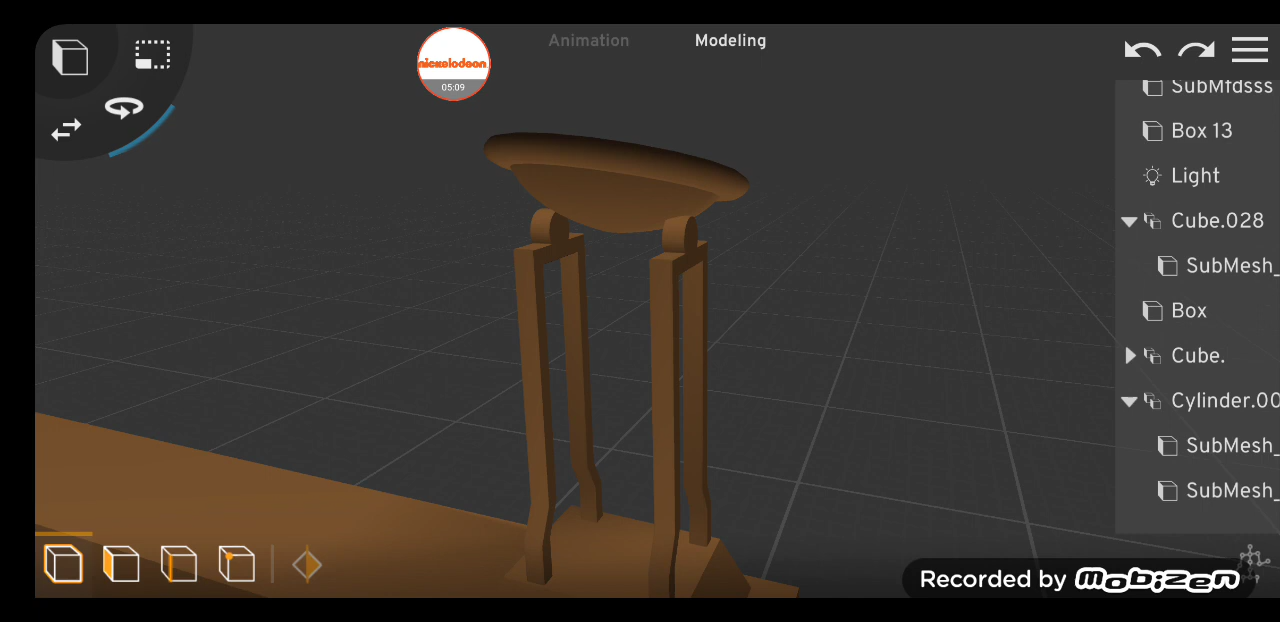 Animation
Modeling
nickelodeon
05:09
SubMfdsss
Box 13
Light
Cube.028
SubMesh_
Box
Cube.
Cylinder.00
SubMesh_
SubMesh_
Recorded by MOBiZEN